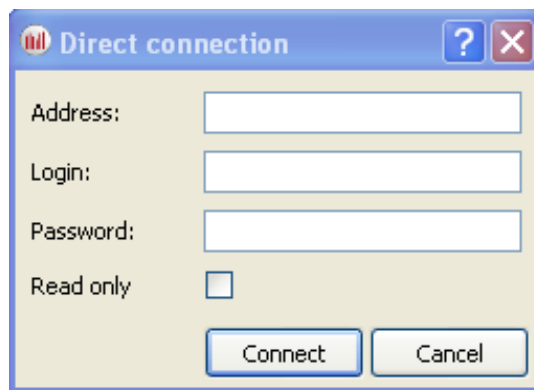 Direct connection
?
Address:
Login:
Password:
Read only
Connect Cancel